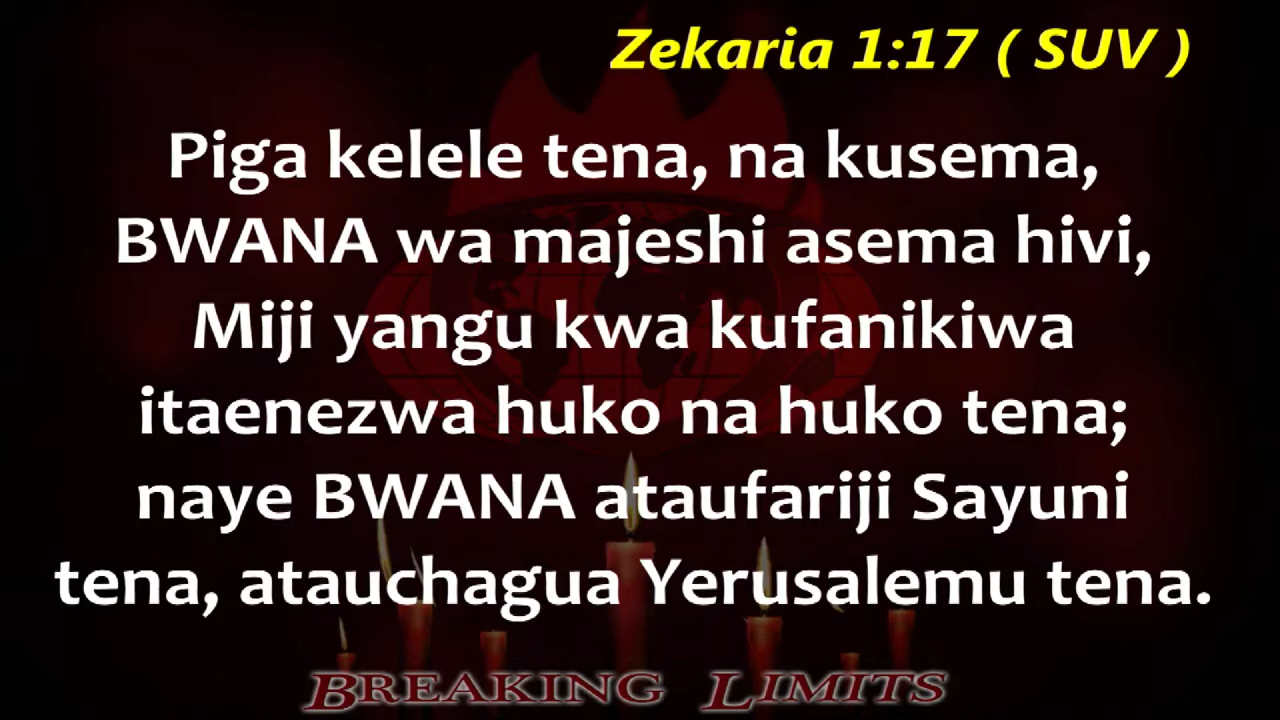 Zekaria 1:17 ( SUV )
Piga kelele tena, na kusema,
BWANA wa majeshi asema hivi,
Miji yangu kwa kufanikiwa
itaenezwa huko na huko tena;
naye BWANA ataufariji Sayuni
tena, atauchagua Yerusalemu tena.
BREAKING LIMITS